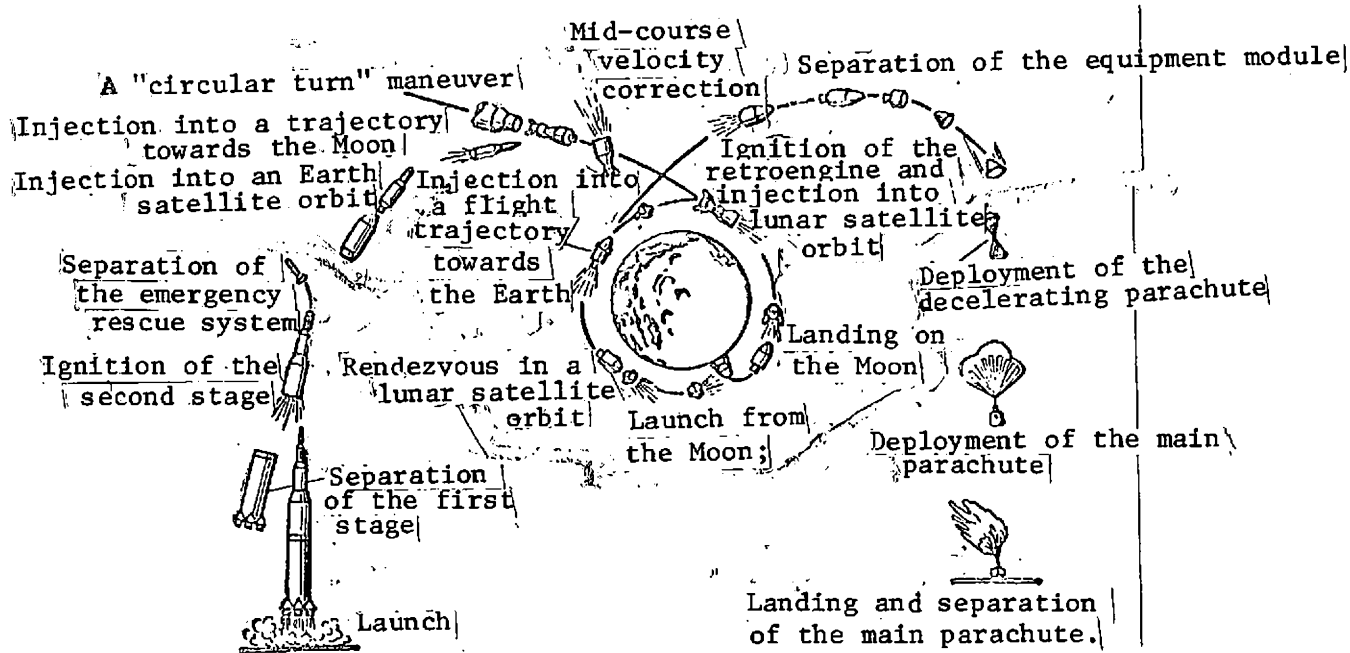 Mid-course
velocity
correction
Separation of the equipment module
A "circular turn" maneuver
Injection into a trajectory
towards the Moon
Injection into an Earth
satellite orbit
Injection into
a flight
trajectory
towards
the Earth
Ignition of the
retroengine and
injection into
lunar satellite
orbit
Separation of
the emergency
rescue system
Deployment of the
decelerating parachute
Ignition of the
second stage
Rendezvous in a
lunar satellite
orbit
Landing on
the Moon
Launch from
the Moon;
Deployment of the main
parachute
Separation
of the first
stage
Launch
Landing and separation
of the main parachute.